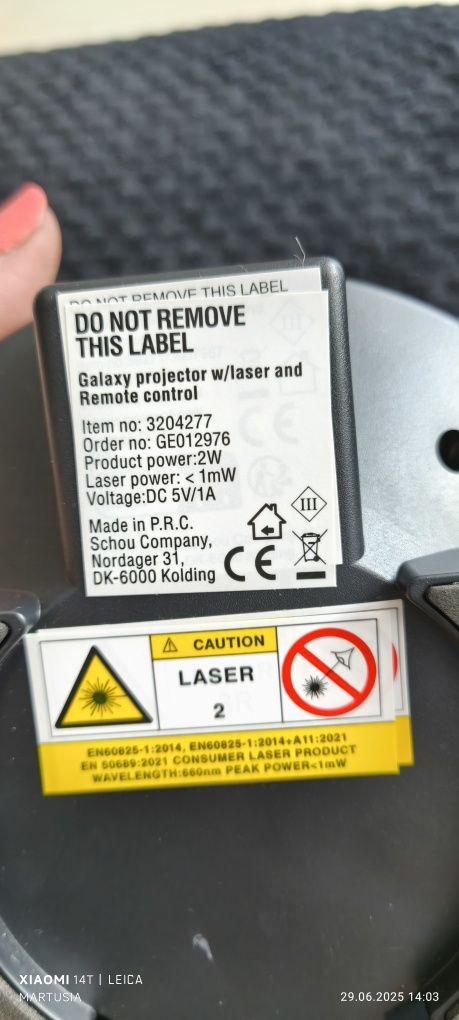 DO NOT REMOVE THIS LABEL
DO NOT REMOVE
THIS LABEL
Galaxy projector w/laser and
Remote control
Item no: 3204277
Order no: GE012976
Product power:2W
Laser power: < 1mW
Voltage:DC 5V/1A
Made in P.R.C.
Schou Company,
Nordager 31,
DK-6000 Kolding
III
CE
CAUTION
LASER
2
EN60825-1:2014, EN60825-1:2014+A11:2021
EN 50689:2021 CONSUMER LASER PRODUCT
WAVELENGTH:660nm PEAK POWER<1mW
XIAOMI 14T | LEICA
MARTUSIA
29.06.2025 14:03